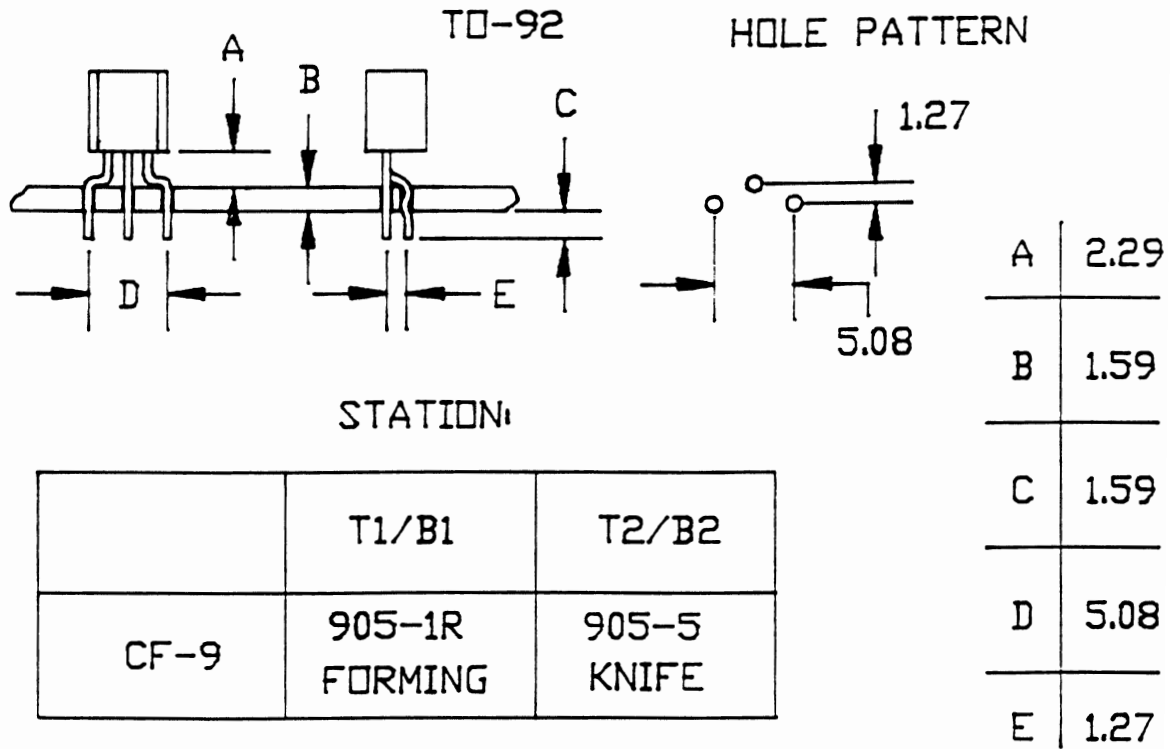 TO-92
HOLE PATTERN
A
B
C
1.27
D
E
5.08
A 2.29
B 1.59
C 1.59
D 5.08
E 1.27
STATION:
T1/B1 T2/B2
CF-9 905-1R 905-5
FORMING KNIFE